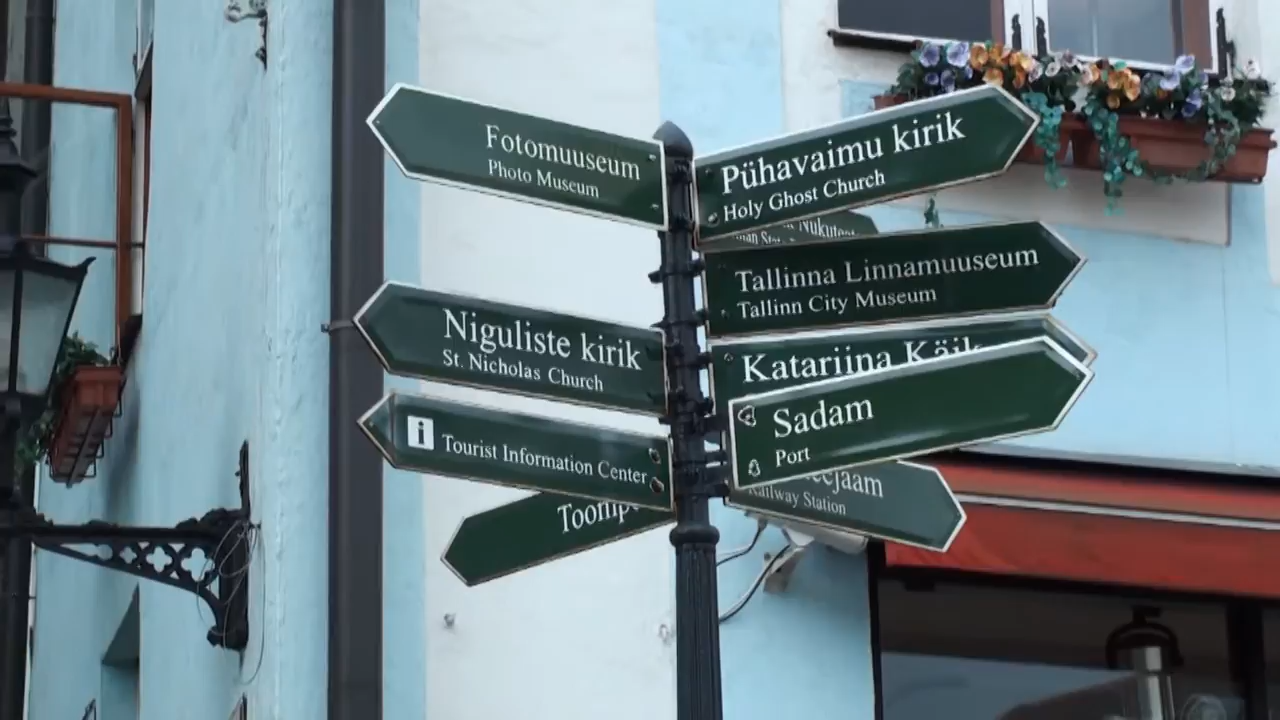 Fotomuuseum
Photo Museum
Pühavaimu kirik
Holy Ghost Church
Tallinna Linnamuuseum
Tallinn City Museum
Niguliste kirik
St. Nicholas Church
Katariina
Sadam
Port
i Tourist Information Center
Railway Station